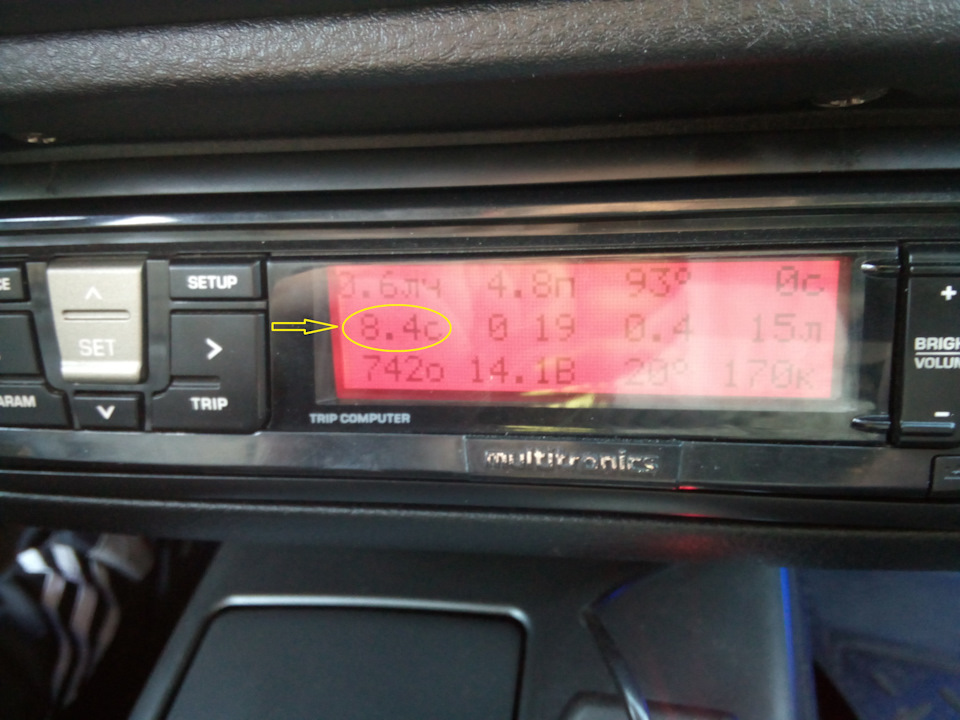 SETUP
SET
TRIP
0.6лч 4.8п 93° 0с
8.4с 0 19 0.4 15л
742о 14.1В 20° 170к
TRIP COMPUTER
multitronics
+
-